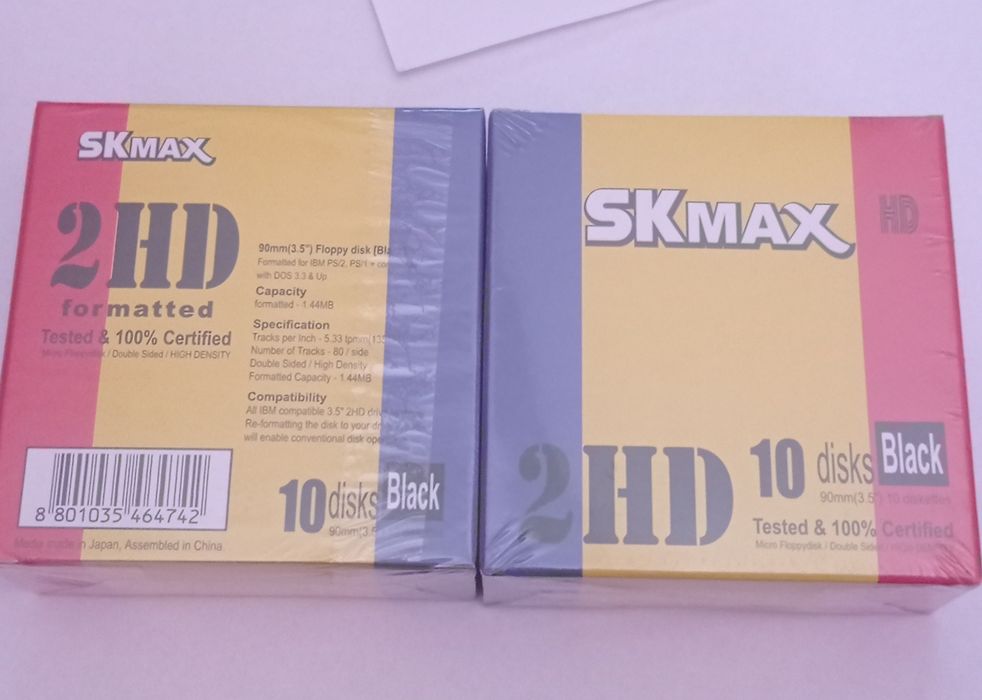 SKMAX
2HD
formatted
Tested & 100% Certified
Micro Floppydisk / Double Sided / HIGH DENSITY
90mm(3.5") Floppy disk
Formatted for IBM PS/2, PS/1 +
with DOS 3.3 & Up
Capacity
formatted - 1.44MB
Specification
Tracks per Inch - 5.33 tpmm(135
Number of Tracks - 80 / side
Double Sided / High Density
Formatted Capacity - 1.44MB
Compatibility
All IBM compatible 3.5" 2HD
Re-formatting the disk to your
will enable conventional disk
8 801035 464742
Media made in Japan, Assembled in China
10 disks Black
90mm(3.5
SKMAX
HD
2HD
10 disks Black
90mm(3.5") 10 diskettes
Tested & 100% Certified
Micro Floppydisk / Double Sided